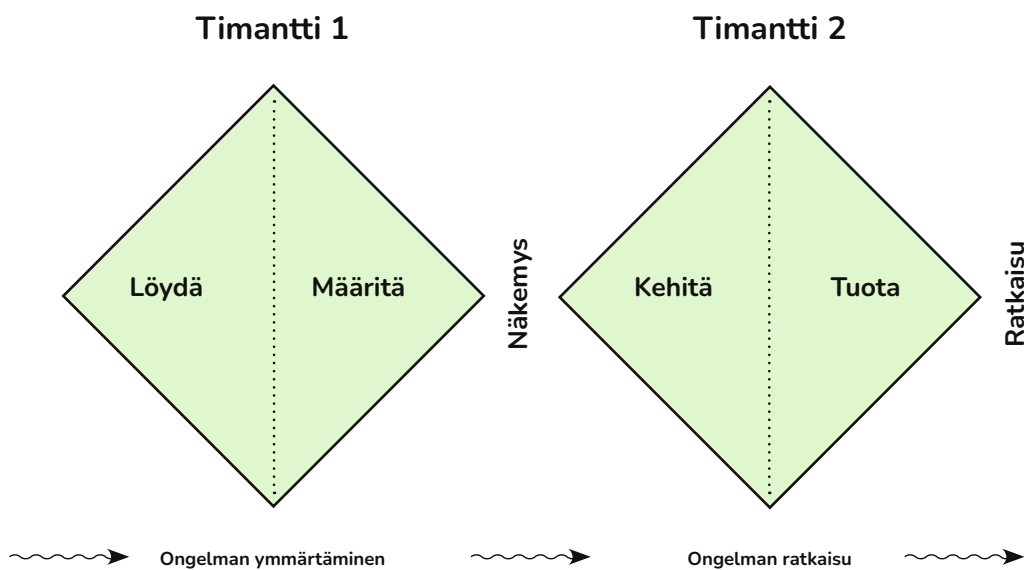 Timantti 1
Timantti 2
Löydä
Määritä
Näkemys
Kehitä
Tuota
Ratkaisu
Ongelman ymmärtäminen
Ongelman ratkaisu